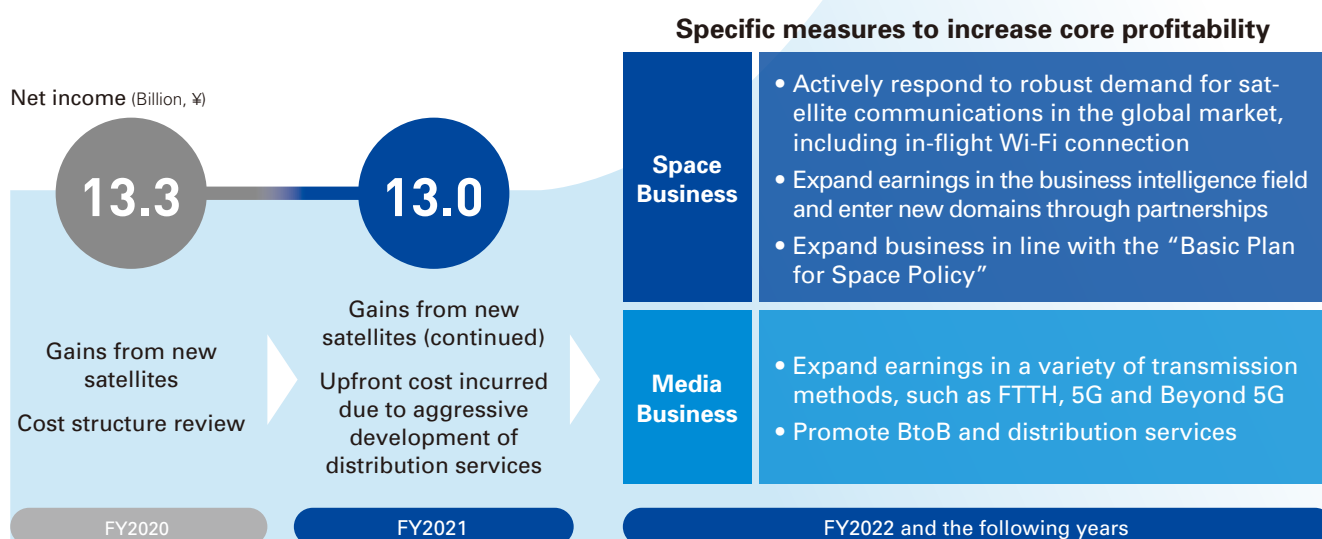 Specific measures to increase core profitability
Net income (Billion, ¥)
13.3
13.0
Gains from new
satellites
Cost structure review
Gains from new
satellites (continued)
Upfront cost incurred
due to aggressive
development of
distribution services
Space
Business
• Actively respond to robust demand for sat-
ellite communications in the global market,
including in-flight Wi-Fi connection
• Expand earnings in the business intelligence field
and enter new domains through partnerships
• Expand business in line with the “Basic Plan
for Space Policy”
Media
Business
• Expand earnings in a variety of transmission
methods, such as FTTH, 5G and Beyond 5G
• Promote BtoB and distribution services
FY2020
FY2021
FY2022 and the following years